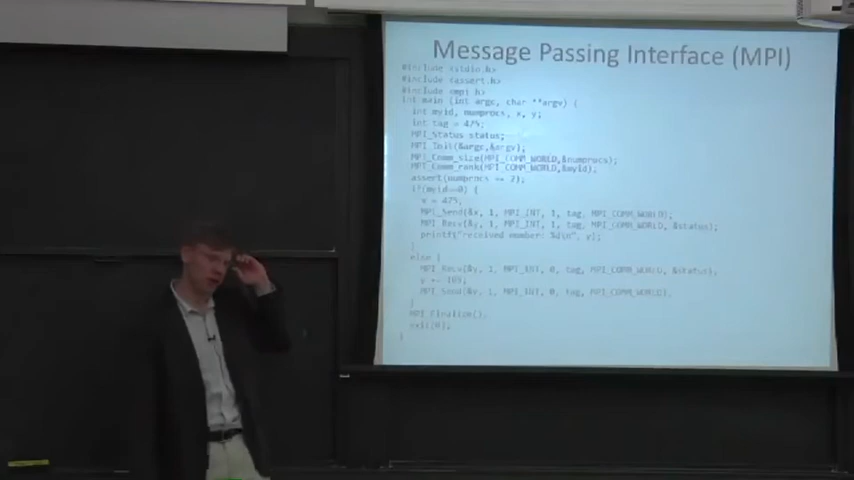 Message Passing Interface (MPI)
#include <stdio.h>
#include <assert.h>
#include <mpi.h>
int main (int argc, char **argv) {
int myid, numprocs, x, y;
int tag = 475;
MPI_Status status;
MPI_Init(&argc,&argv);
MPI_Comm_size(MPI_COMM_WORLD,&numprocs);
MPI_Comm_rank(MPI_COMM_WORLD,&myid);
assert(numprocs == 2);
if(myid==0) {
x = 475;
MPI_Send(&x, 1, MPI_INT, 1, tag, MPI_COMM_WORLD);
MPI_Recv(&y, 1, MPI_INT, 1, tag, MPI_COMM_WORLD, &status);
printf("received number: %d\n", y);
}
else {
MPI_Recv(&y, 1, MPI_INT, 0, tag, MPI_COMM_WORLD, &status);
y += 105;
MPI_Send(&y, 1, MPI_INT, 0, tag, MPI_COMM_WORLD);
}
MPI_Finalize();
exit(0);
}